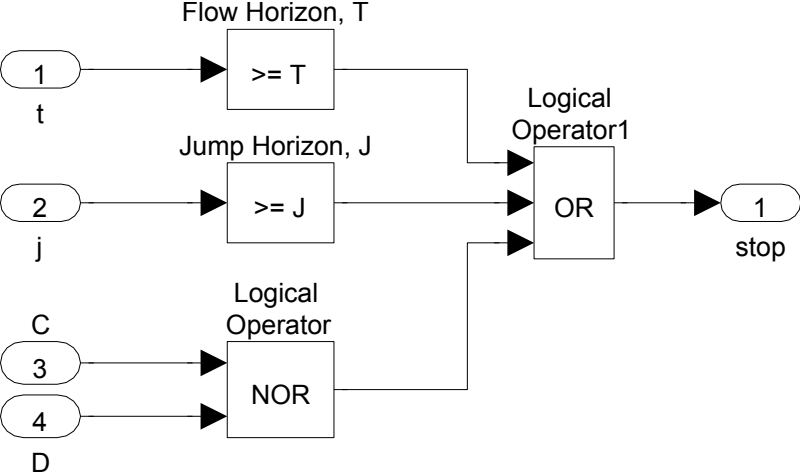 Flow Horizon, T
1
>= T
t
Logical
Operator1
Jump Horizon, J
2
>= J
OR
1
j
stop
Logical
Operator
C
3
NOR
4
D